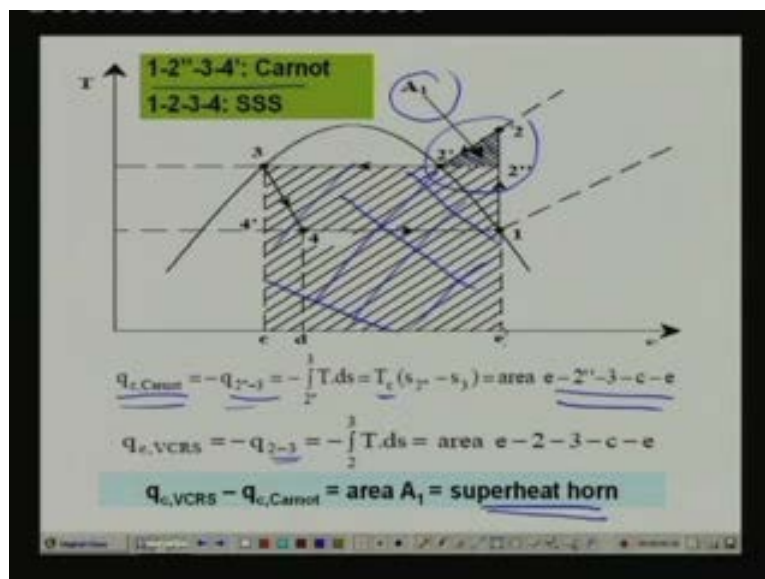 1-2"-3-4': Carnot
1-2-3-4: SSS
T
A₁
2
3
2'
2"
4'
4
1
c
d
e
q_c,Carnot = -q_2"-3 = -∫_2"^3 T.ds = T_c(s_2" - s_3) = area e-2"-3-c-e
q_c,VCRS = -q_2-3 = -∫_2^3 T.ds = area e-2-3-c-e
q_c,VCRS – q_c,Carnot = area A₁ = superheat horn